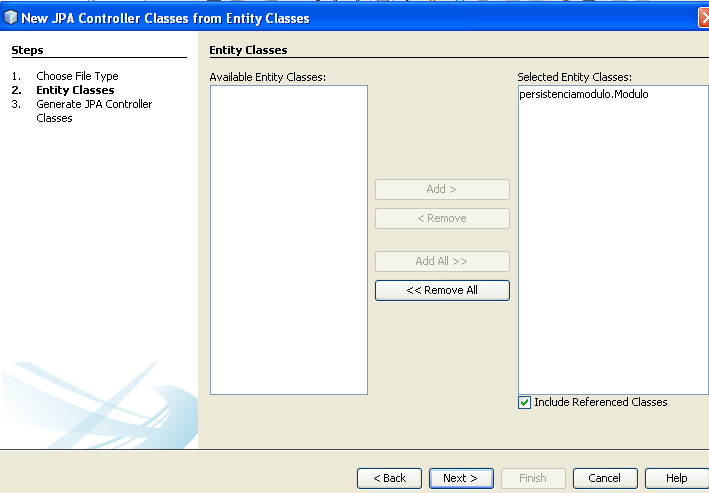 New JPA Controller Classes from Entity Classes
Steps
1. Choose File Type
2. Entity Classes
3. Generate JPA Controller
Classes
Entity Classes
Available Entity Classes:
Selected Entity Classes:
persistenciamodulo.Modulo
Add >
< Remove
Add All >>
<< Remove All
Include Referenced Classes
< Back
Next >
Finish
Cancel
Help